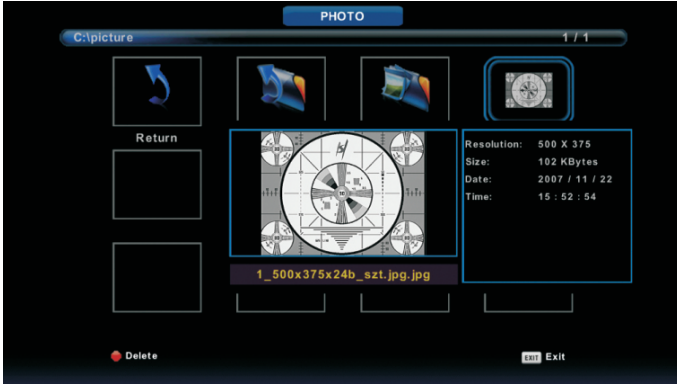 PHOTO
C:\picture 1 / 1
Return
Resolution: 500 X 375
Size: 102 KBytes
Date: 2007 / 11 / 22
Time: 15 : 52 : 54
1_500x375x24b_szt.jpg.jpg
Delete
EXIT Exit